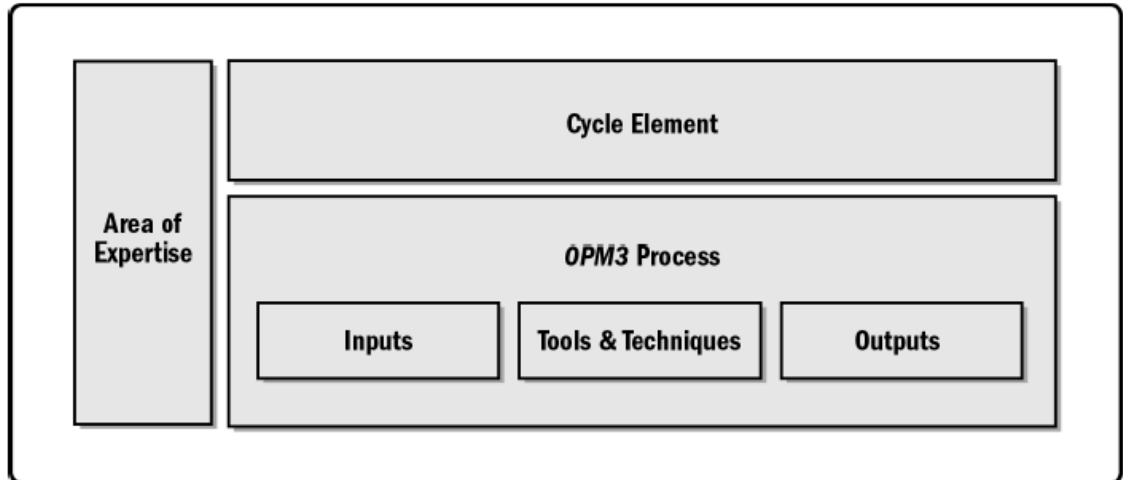 Cycle Element
Area of
Expertise
OPM3 Process
Inputs
Tools & Techniques
Outputs